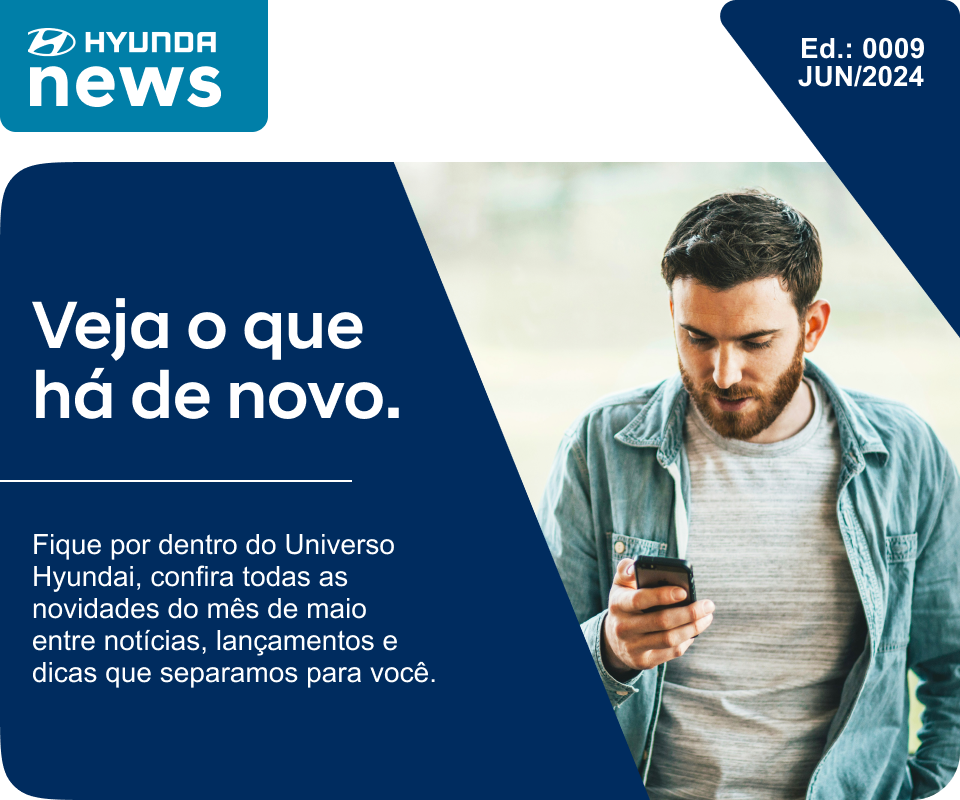 HYUNDAI
news
Ed.: 0009
JUN/2024
Veja o que
há de novo.
Fique por dentro do Universo
Hyundai, confira todas as
novidades do mês de maio
entre notícias, lançamentos e
dicas que separamos para você.